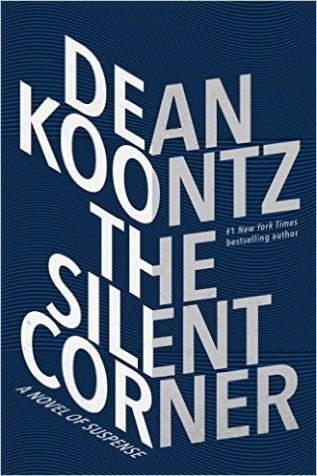 DEAN
KOONTZ
#1 New York Times
bestselling author
THE
SILENT
CORNER
A NOVEL OF SUSPENSE